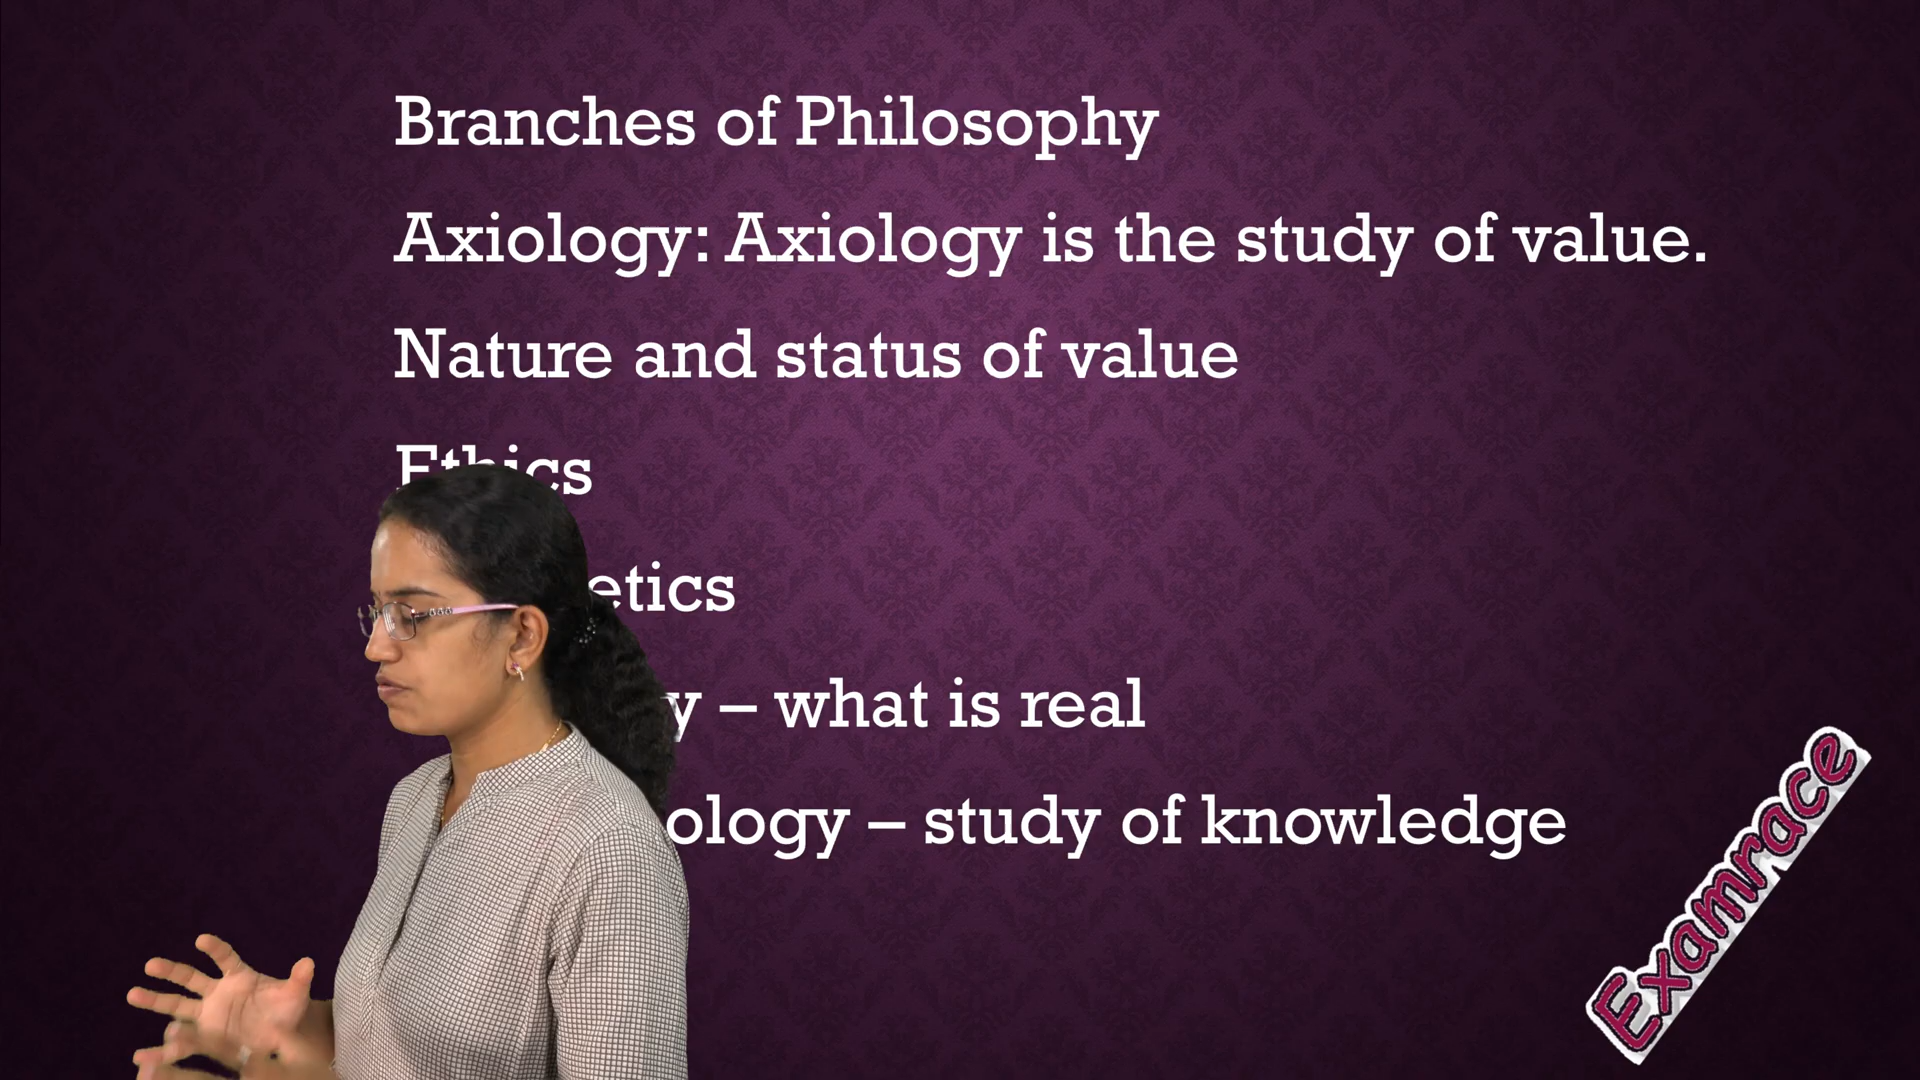 Branches of Philosophy
Axiology: Axiology is the study of value.
Nature and status of value
Ethics
etics
y – what is real
ology – study of knowledge
Examrace